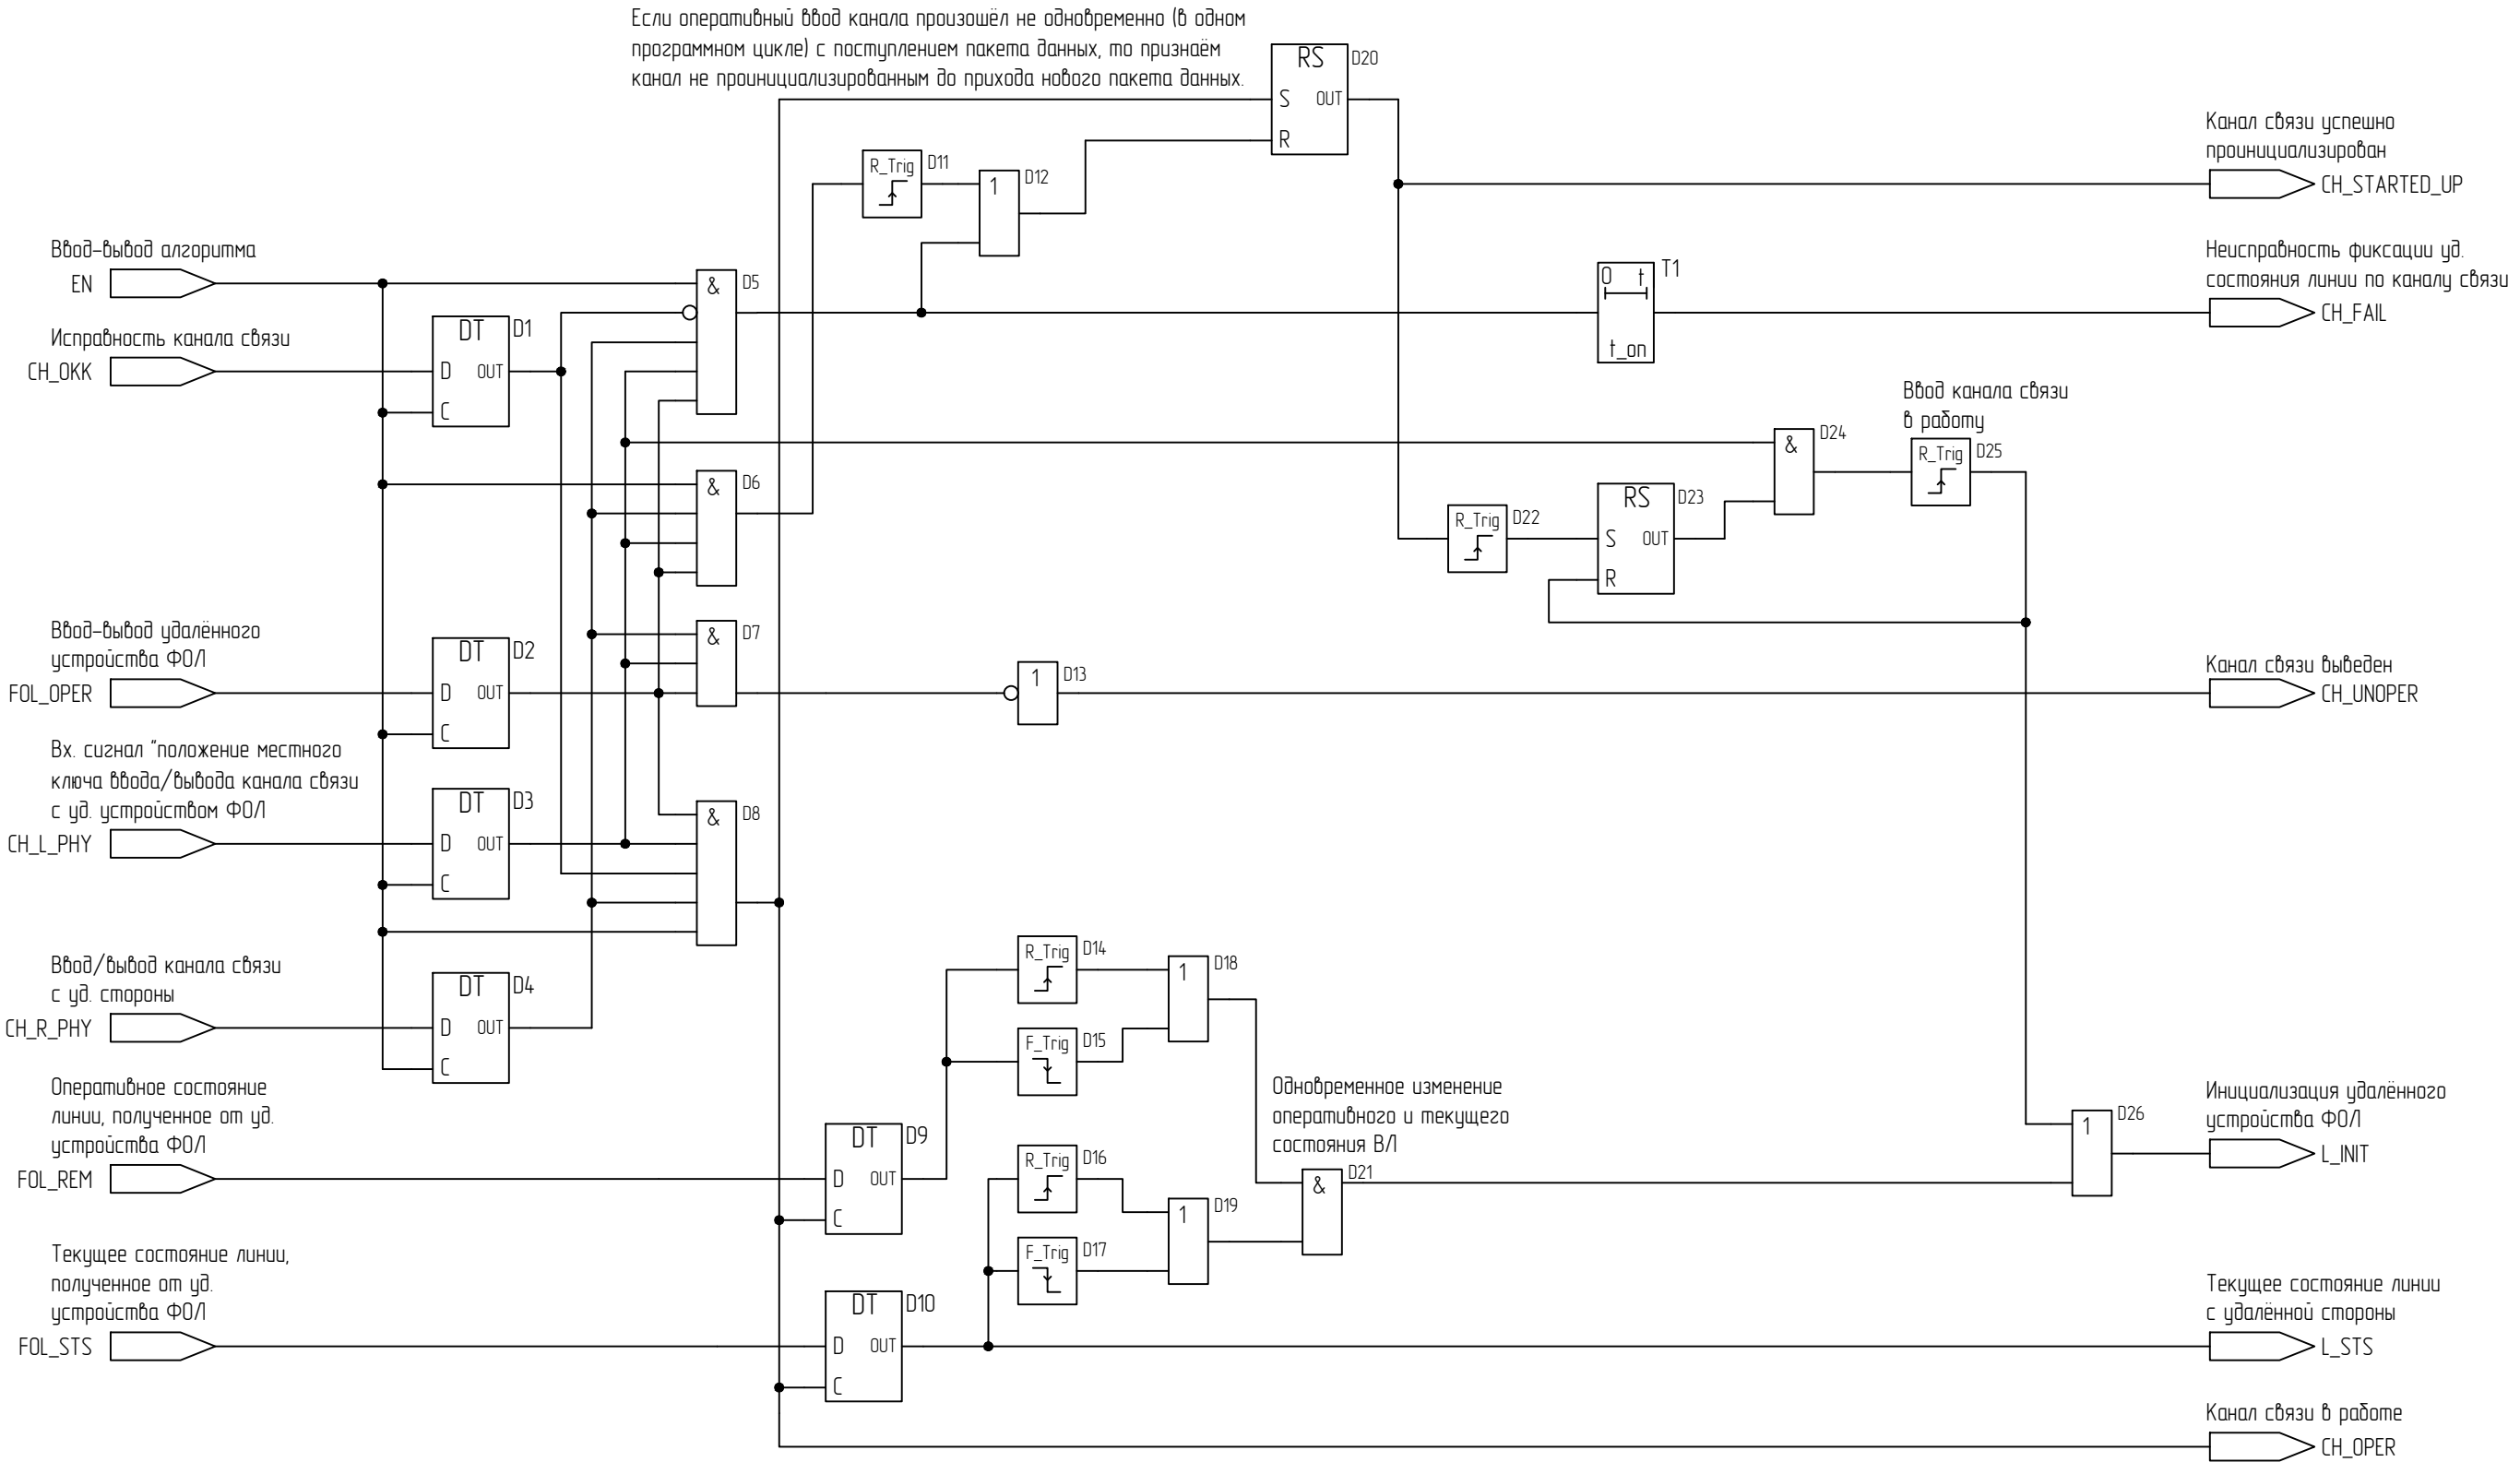 Если оперативный ввод канала произошёл не одновременно (в одном
программном цикле) с поступлением пакета данных, то признаём
канал не проинициализированным до прихода нового пакета данных.
RS
D20
S OUT
R
Канал связи успешно
проинициализирован
CH_STARTED_UP
R_Trig
D11
1
D12
Ввод-вывод алгоритма
EN
&
D5
0 t
T1
t_on
Неисправность фиксации уд.
состояния линии по каналу связи
CH_FAIL
Исправность канала связи
CH_OKK
DT
D1
D OUT
C
Ввод канала связи
в работу
&
D24
R_Trig
D25
&
D6
RS
D23
S OUT
R
R_Trig
D22
Ввод-вывод удалённого
устройства ФОЛ
FOL_OPER
DT
D2
D OUT
C
&
D7
1
D13
Канал связи выведен
CH_UNOPER
Вх. сигнал "положение местного
ключа ввода/вывода канала связи
с уд. устройством ФОЛ
CH_L_PHY
DT
D3
D OUT
C
&
D8
Ввод/вывод канала связи
с уд. стороны
CH_R_PHY
DT
D4
D OUT
C
R_Trig
D14
1
D18
F_Trig
D15
Оперативное состояние
линии, полученное от уд.
устройства ФОЛ
FOL_REM
DT
D9
D OUT
C
Одновременное изменение
оперативного и текущего
состояния ВЛ
R_Trig
D16
&
D21
1
D19
F_Trig
D17
1
D26
Инициализация удалённого
устройства ФОЛ
L_INIT
Текущее состояние линии,
полученное от уд.
устройства ФОЛ
FOL_STS
DT
D10
D OUT
C
Текущее состояние линии
с удалённой стороны
L_STS
Канал связи в работе
CH_OPER